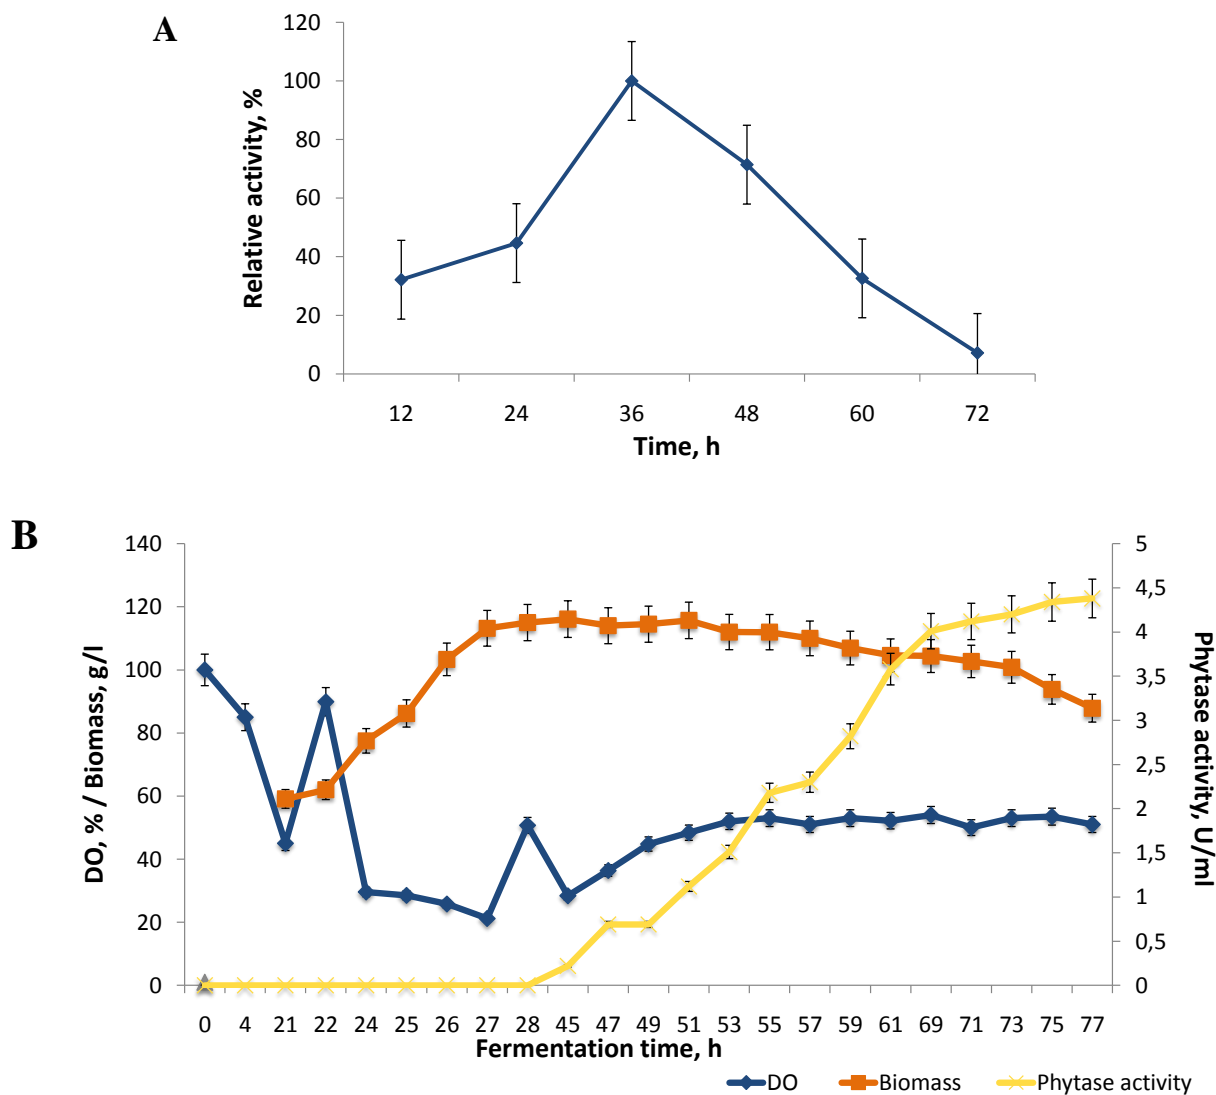 A
Relative activity, %
120
100
80
60
40
20
0
12 24 36 48 60 72
Time, h
B
DO, % / Biomass, g/l
140
120
100
80
60
40
20
0
5
4,5
4
3,5
3
2,5
2
1,5
1
0,5
0
Phytase activity, U/ml
0 4 21 22 24 25 26 27 28 45 47 49 51 53 55 57 59 61 69 71 73 75 77
Fermentation time, h
DO Biomass Phytase activity